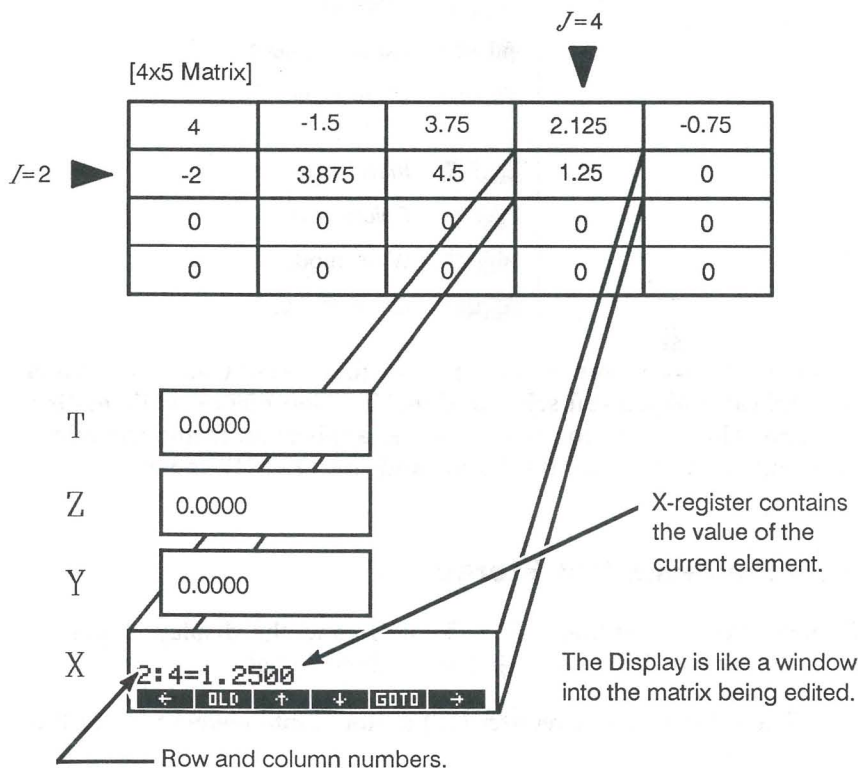 J=4
[4x5 Matrix]
4 -1.5 3.75 2.125 -0.75
I=2 -2 3.875 4.5 1.25 0
0 0 0 0 0
0 0 0 0 0
T 0.0000
Z 0.0000
Y 0.0000
X-register contains
the value of the
current element.
X 2:4=1.2500
← OLD ↑ ↓ GOTO →
The Display is like a window
into the matrix being edited.
Row and column numbers.